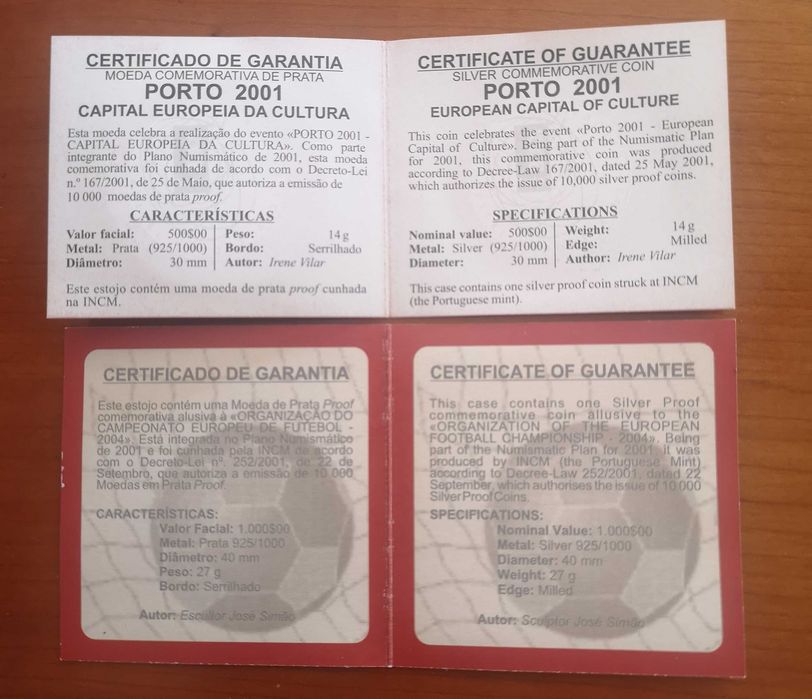 CERTIFICADO DE GARANTIA
MOEDA COMEMORATIVA DE PRATA
PORTO 2001
CAPITAL EUROPEIA DA CULTURA
Esta moeda celebra a realização do evento «PORTO 2001 -
CAPITAL EUROPEIA DA CULTURA». Como parte
integrante do Plano Numismático de 2001, esta moeda
comemorativa foi cunhada de acordo com o Decreto-Lei
n.º 167/2001, de 25 de Maio, que autoriza a emissão de
10 000 moedas de prata proof.
CARACTERÍSTICAS
Valor facial: 500$00 Peso: 14 g
Metal: Prata (925/1000) Bordo: Serrilhado
Diâmetro: 30 mm Autor: Irene Vilar
Este estojo contém uma moeda de prata proof cunhada
na INCM.
CERTIFICATE OF GUARANTEE
SILVER COMMEMORATIVE COIN
PORTO 2001
EUROPEAN CAPITAL OF CULTURE
This coin celebrates the event «Porto 2001 - European
Capital of Culture». Being part of the Numismatic Plan
for 2001, this commemorative coin was produced
according to Decree-Law 167/2001, dated 25 May 2001,
which authorizes the issue of 10,000 silver proof coins.
SPECIFICATIONS
Nominal value: 500$00 Weight: 14 g
Metal: Silver (925/1000) Edge: Milled
Diameter: 30 mm Author: Irene Vilar
This case contains one silver proof coin struck at INCM
(the Portuguese mint).
CERTIFICADO DE GARANTIA
Este estojo contém uma Moeda de Prata Proof
comemorativa alusiva à «ORGANIZAÇÃO DO
CAMPEONATO EUROPEU DE FUTEBOL -
2004». Está integrada no Plano Numismático
de 2001 e foi cunhada pela INCM de acordo
com o Decreto-Lei nº. 252/2001, de 22 de
Setembro, que autoriza a emissão de 10 000
Moedas em Prata Proof.
CARACTERÍSTICAS:
Valor Facial: 1.000$00
Metal: Prata 925/1000
Diâmetro: 40 mm
Peso: 27 g
Bordo: Serrilhado
Autor: Escultor José Simão
CERTIFICATE OF GUARANTEE
This case contains one Silver Proof
commemorative coin allusive to the
«ORGANIZATION OF THE EUROPEAN
FOOTBALL CHAMPIONSHIP - 2004». Being
part of the Numismatic Plan for 2001, it was
produced by INCM (the Portuguese Mint)
according to Decree-Law 252/2001, dated 22
September, which authorises the issue of 10 000
Silver Proof Coins.
SPECIFICATIONS:
Nominal Value: 1.000$00
Metal: Silver 925/1000
Diameter: 40 mm
Weight: 27 g
Edge: Milled
Autor: Sculptor José Simão